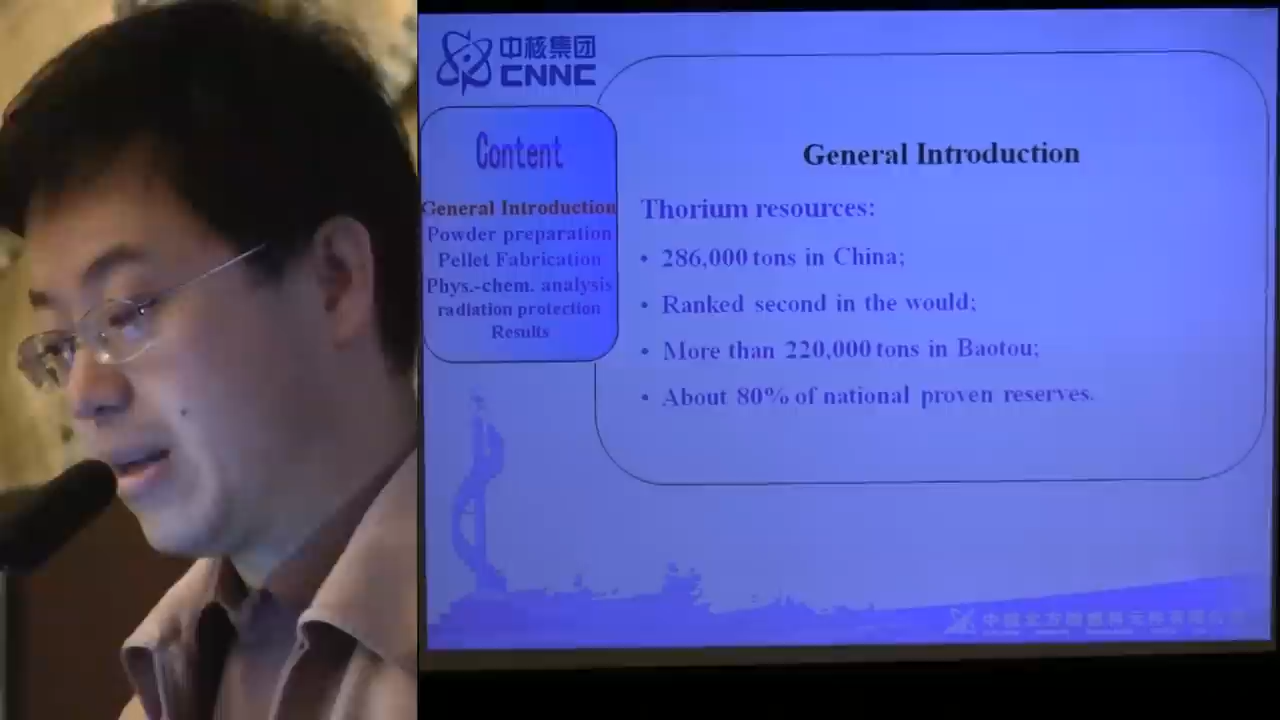 中核集团
CNNC
Content
General Introduction
Powder preparation
Pellet Fabrication
Phys.-chem. analysis
radiation protection
Results
General Introduction
Thorium resources:
• 286,000 tons in China;
• Ranked second in the would;
• More than 220,000 tons in Baotou;
• About 80% of national proven reserves.